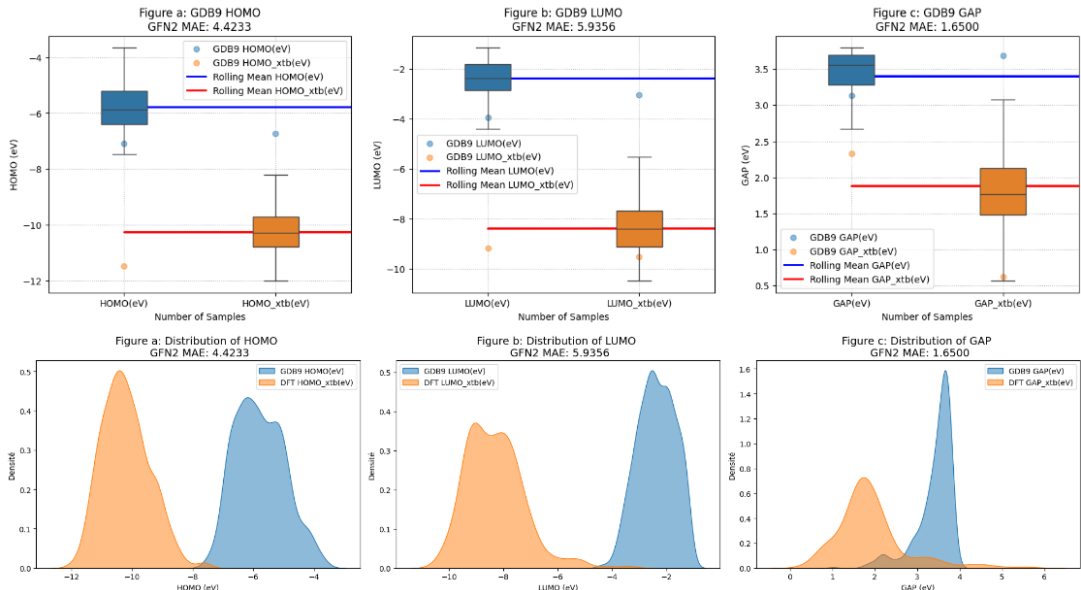 Figure a: GDB9 HOMO
GFN2 MAE: 4.4233
GDB9 HOMO(eV)
GDB9 HOMO_xtb(eV)
Rolling Mean HOMO(eV)
Rolling Mean HOMO_xtb(eV)
HOMO (eV)
−4
−6
−8
−10
−12
HOMO(eV)
HOMO_xtb(eV)
Number of Samples
Figure b: GDB9 LUMO
GFN2 MAE: 5.9356
GDB9 LUMO(eV)
GDB9 LUMO_xtb(eV)
Rolling Mean LUMO(eV)
Rolling Mean LUMO_xtb(eV)
LUMO (eV)
−2
−4
−6
−8
−10
LUMO(eV)
LUMO_xtb(eV)
Number of Samples
Figure c: GDB9 GAP
GFN2 MAE: 1.6500
GDB9 GAP(eV)
GDB9 GAP_xtb(eV)
Rolling Mean GAP(eV)
Rolling Mean GAP_xtb(eV)
GAP (eV)
3.5
3.0
2.5
2.0
1.5
1.0
0.5
GAP(eV)
GAP_xtb(eV)
Number of Samples
Figure a: Distribution of HOMO
GFN2 MAE: 4.4233
GDB9 HOMO(eV)
DFT HOMO_xtb(eV)
Densité
0.5
0.4
0.3
0.2
0.1
0.0
−12
−10
−8
−6
−4
HOMO (eV)
Figure b: Distribution of LUMO
GFN2 MAE: 5.9356
GDB9 LUMO(eV)
DFT LUMO_xtb(eV)
Densité
0.5
0.4
0.3
0.2
0.1
0.0
−10
−8
−6
−4
−2
LUMO (eV)
Figure c: Distribution of GAP
GFN2 MAE: 1.6500
GDB9 GAP(eV)
DFT GAP_xtb(eV)
Densité
1.6
1.4
1.2
1.0
0.8
0.6
0.4
0.2
0.0
0
1
2
3
4
5
6
GAP (eV)